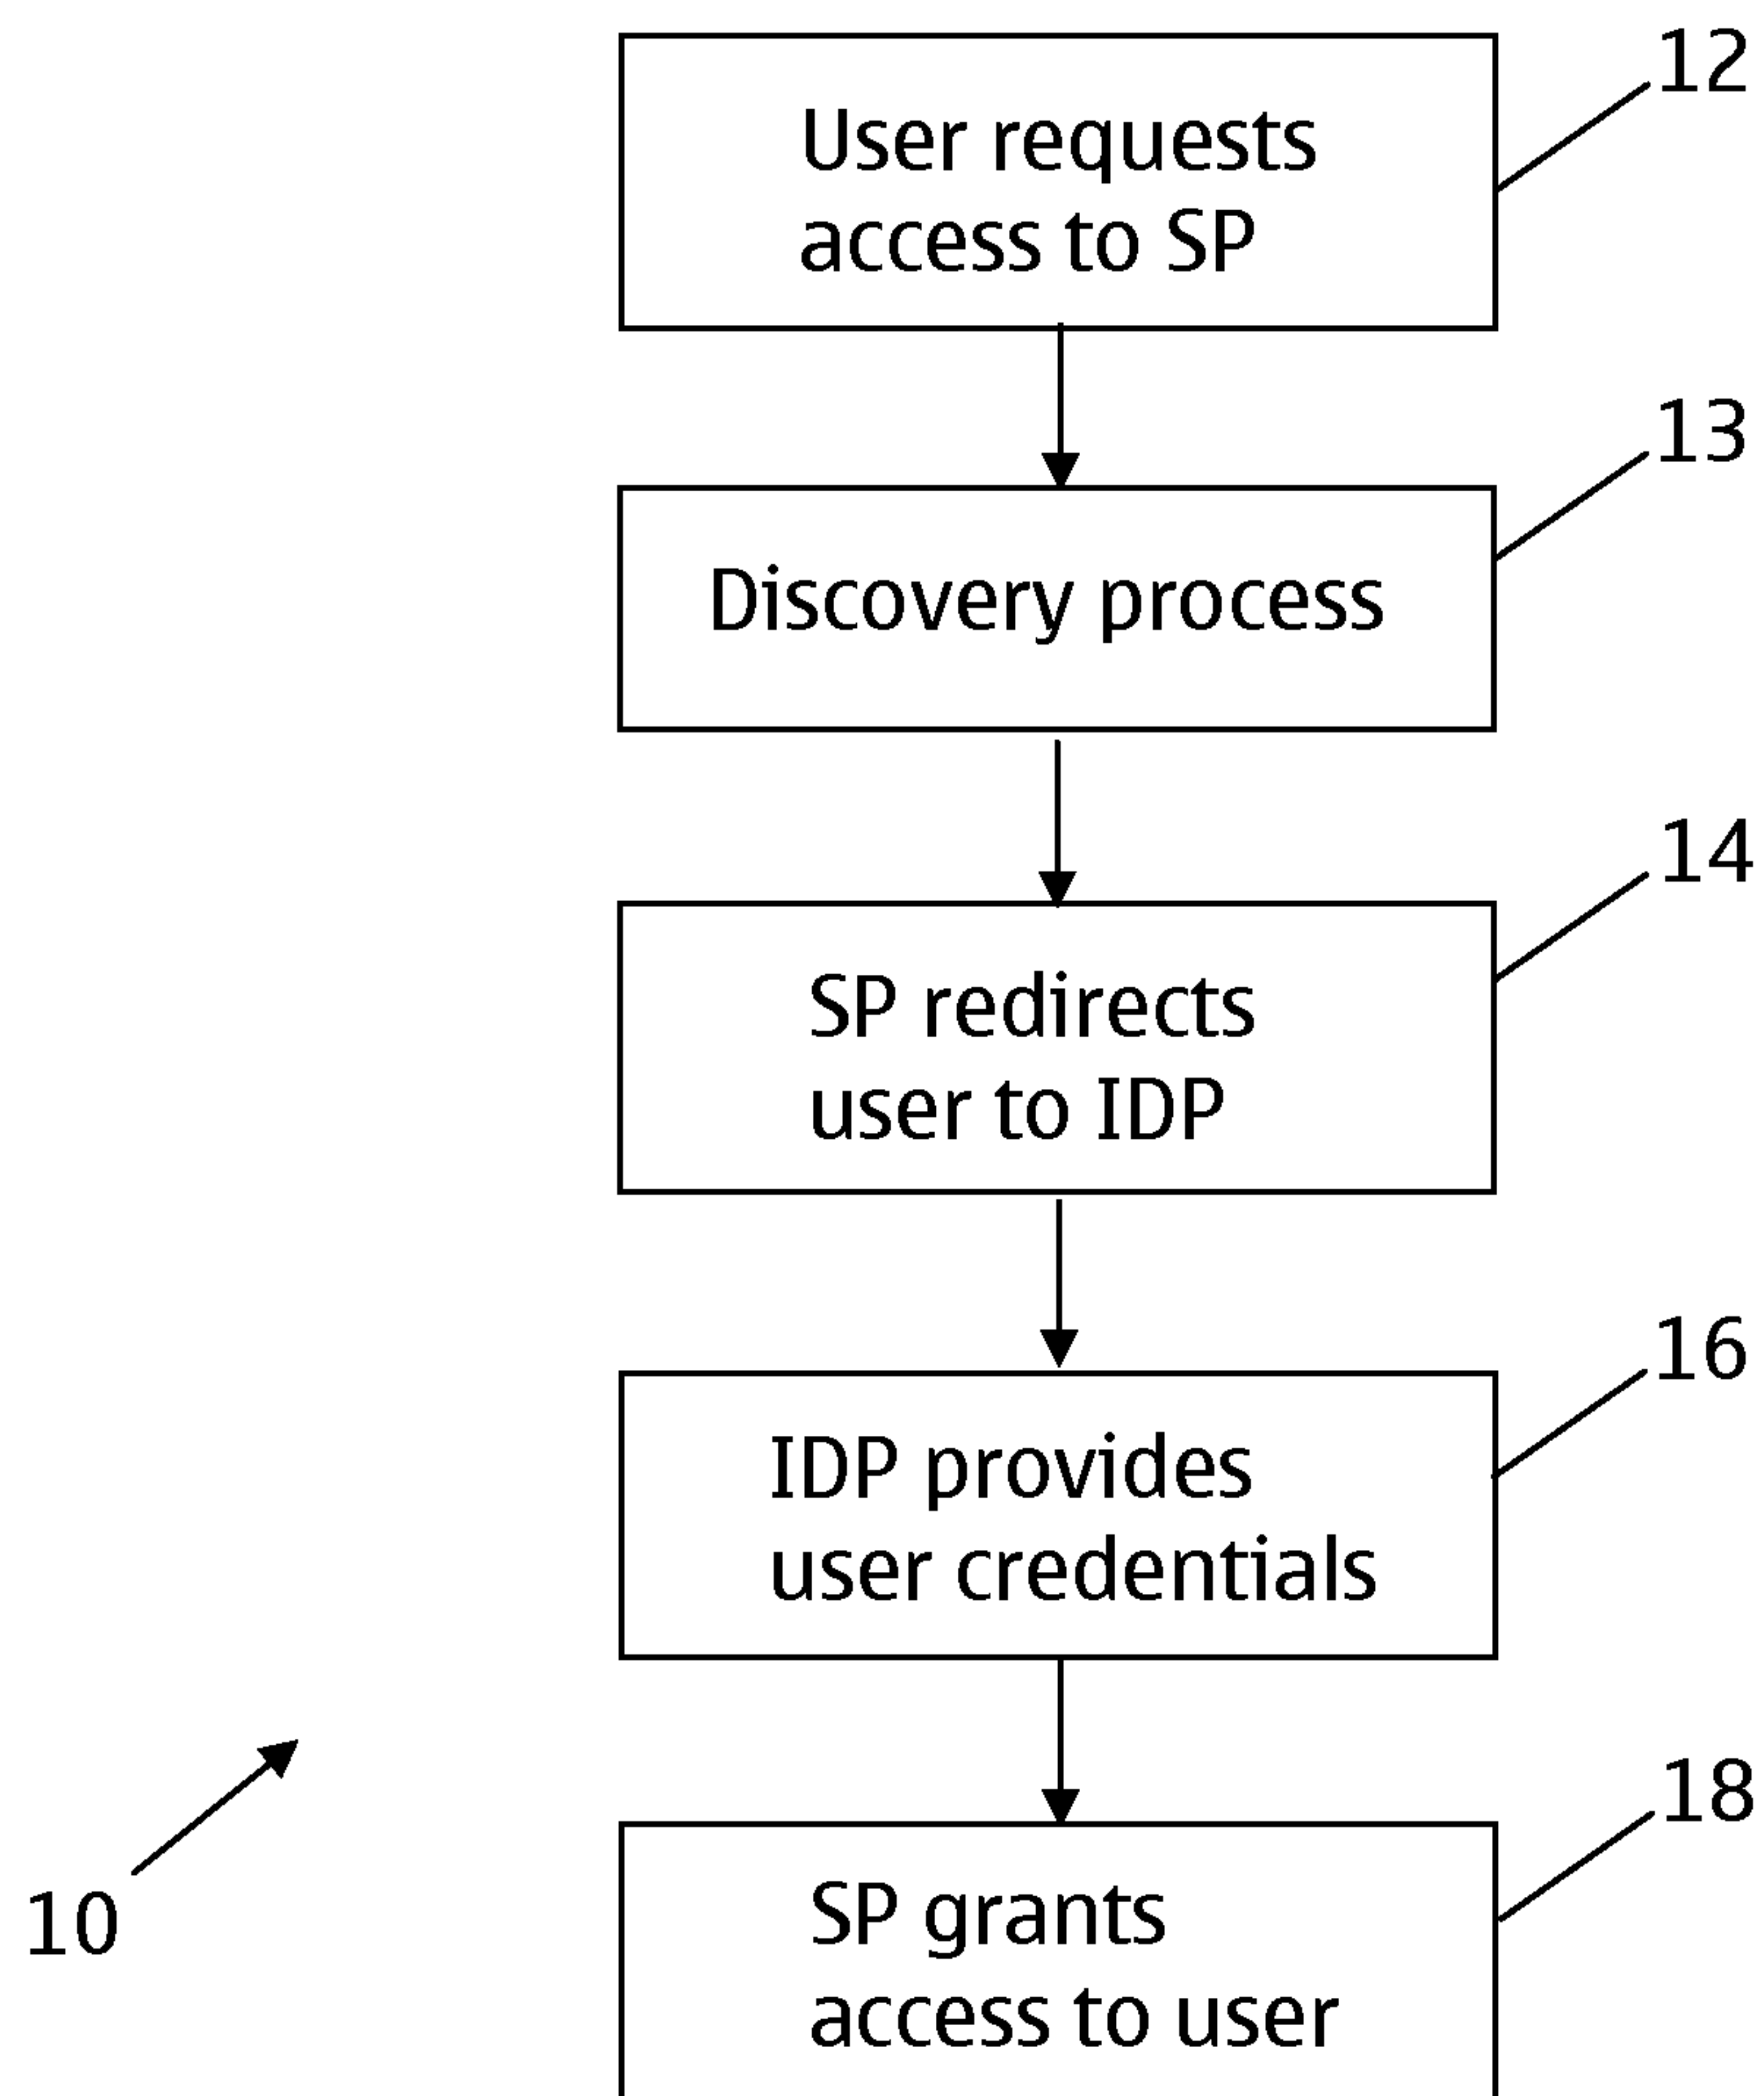 12
User requests
access to SP
13
Discovery process
14
SP redirects
user to IDP
16
IDP provides
user credentials
18
SP grants
access to user
10